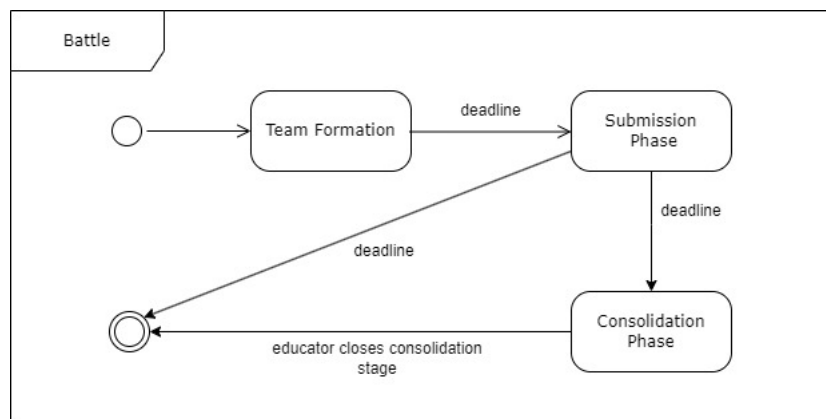 Battle
Team Formation
deadline
Submission
Phase
deadline
deadline
Consolidation
Phase
educator closes consolidation
stage